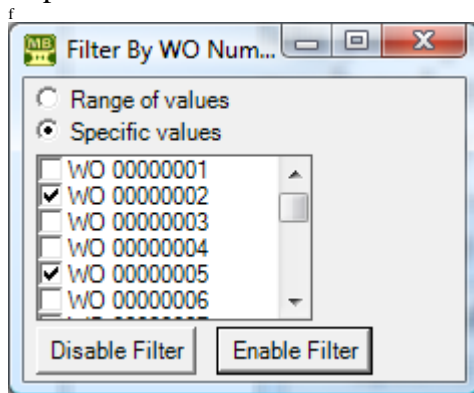 f
MB
Filter By WO Num...
Range of values
Specific values
WO 00000001
WO 00000002
WO 00000003
WO 00000004
WO 00000005
WO 00000006
Disable Filter
Enable Filter